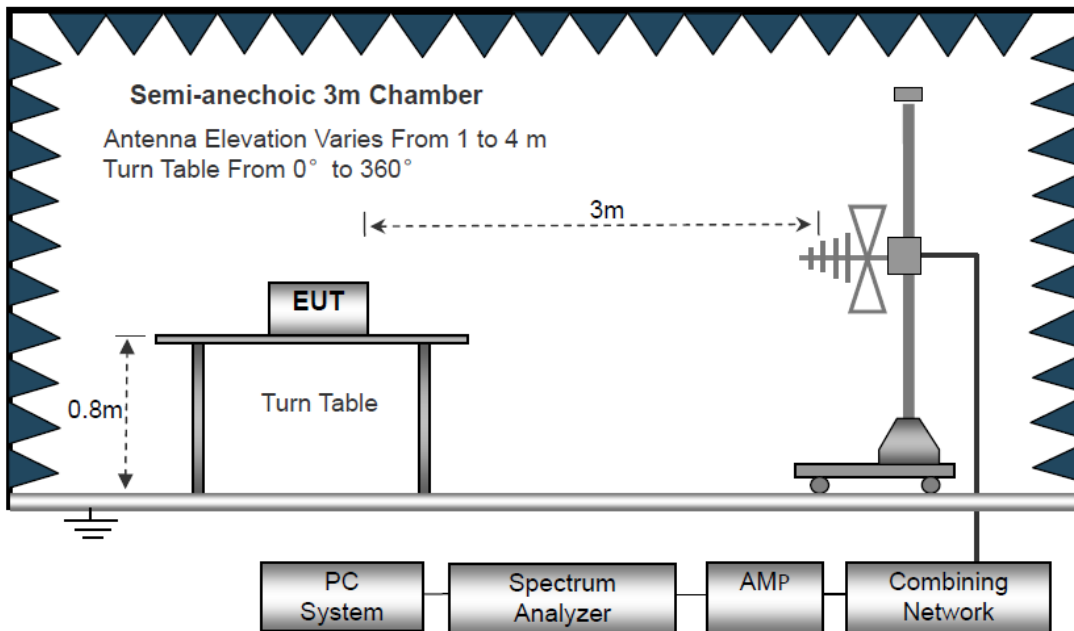 Semi-anechoic 3m Chamber
Antenna Elevation Varies From 1 to 4 m
Turn Table From 0° to 360°
3m
EUT
0.8m
Turn Table
PC
System
Spectrum
Analyzer
AMP
Combining
Network